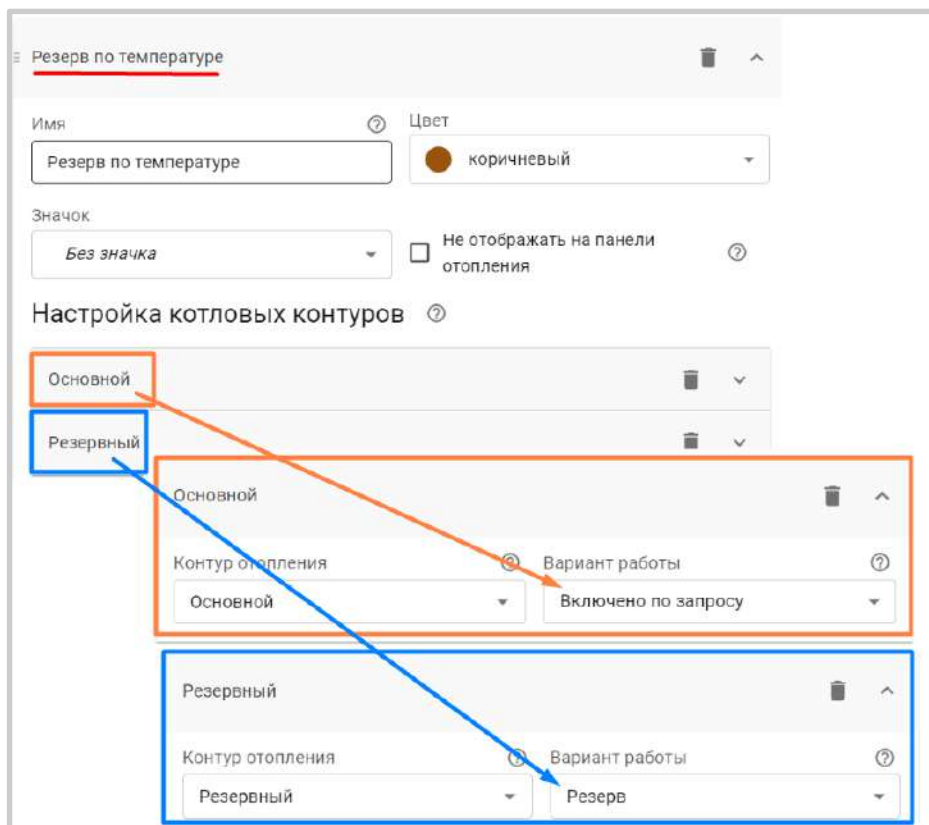 Резерв по температуре
Имя
Цвет
Резерв по температуре
коричневый
Значок
Без значка
Не отображать на панели
отопления
Настройка котловых контуров
Основной
Резервный
Основной
Контур отопления
Вариант работы
Основной
Включено по запросу
Резервный
Контур отопления
Вариант работы
Резервный
Резерв